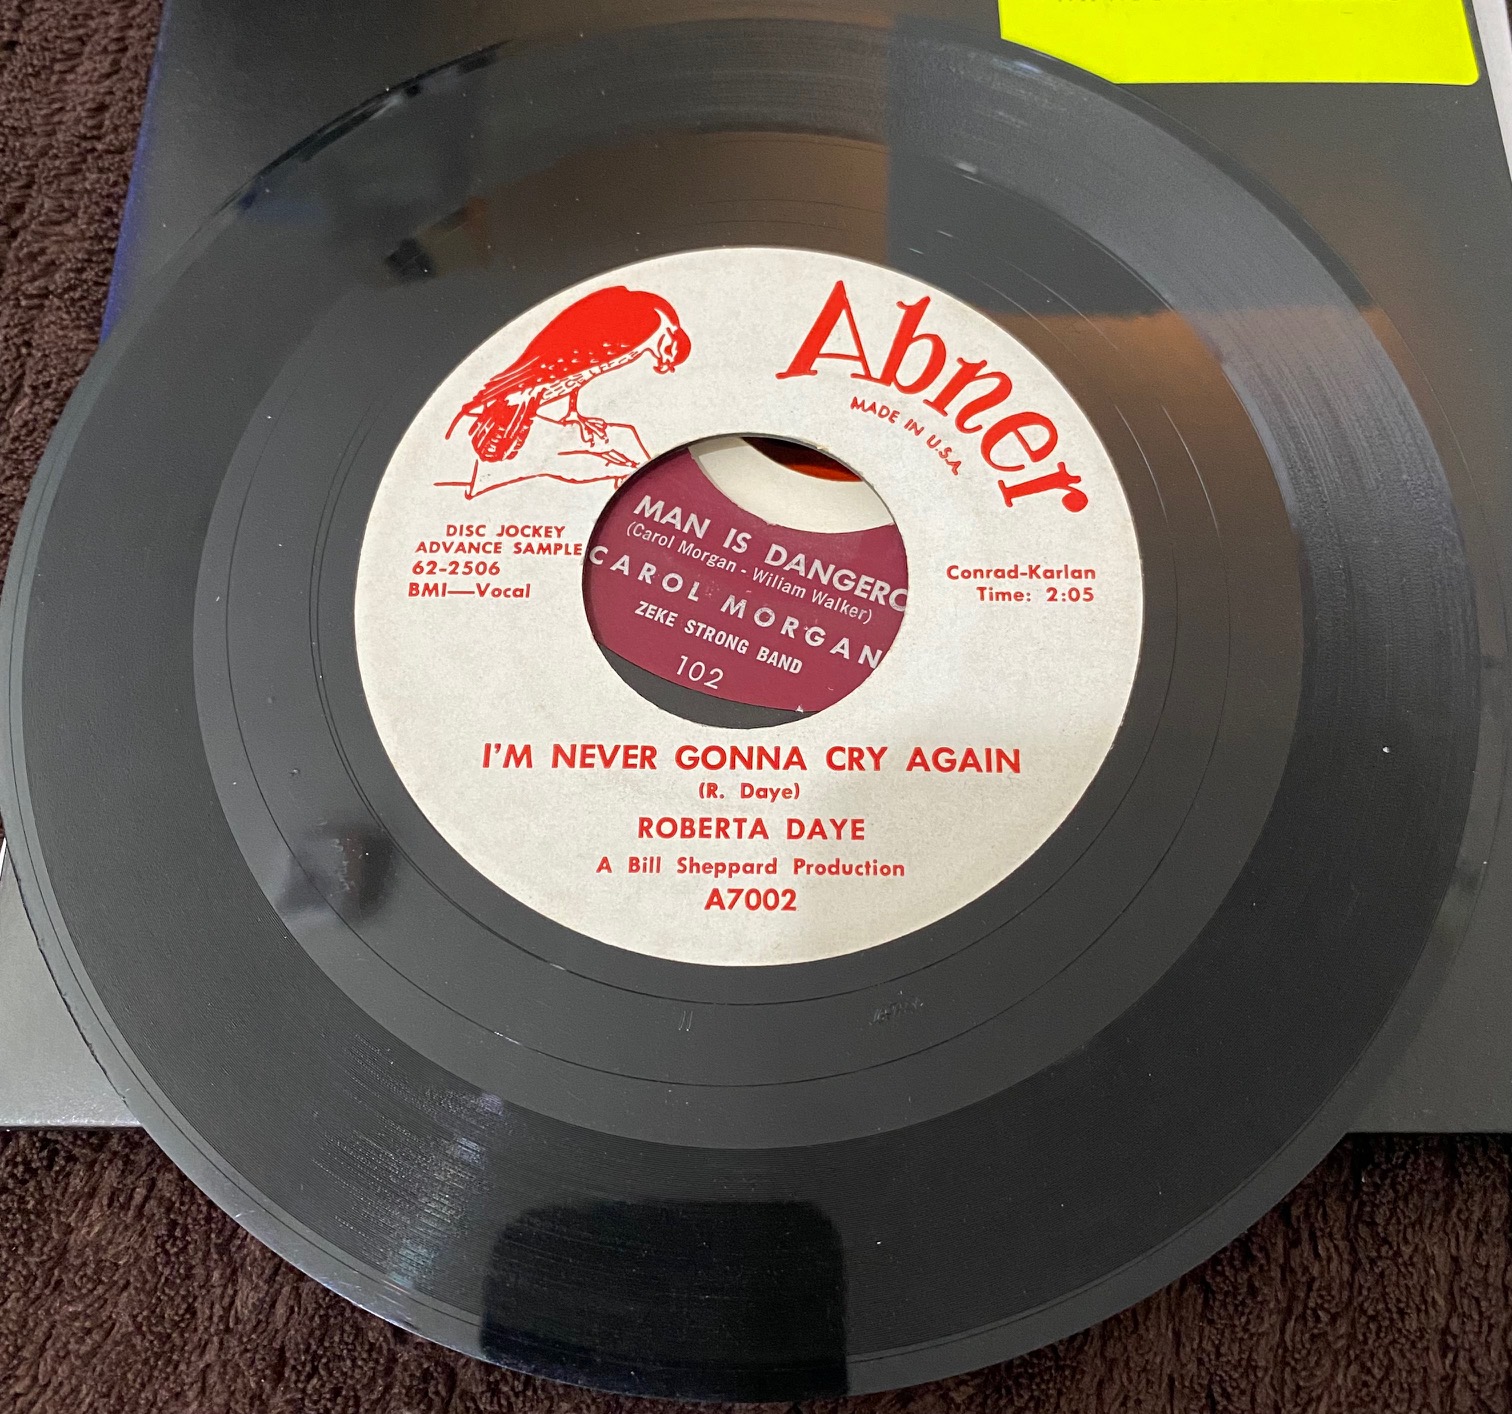 Abner
MADE IN U.S.A.
DISC JOCKEY
ADVANCE SAMPLE
62-2506
BMI—Vocal
Conrad-Karlan
Time: 2:05
MAN IS DANGERO
(Carol Morgan - Wiliam Walker)
CAROL MORGAN
ZEKE STRONG BAND
102
I'M NEVER GONNA CRY AGAIN
(R. Daye)
ROBERTA DAYE
A Bill Sheppard Production
A7002